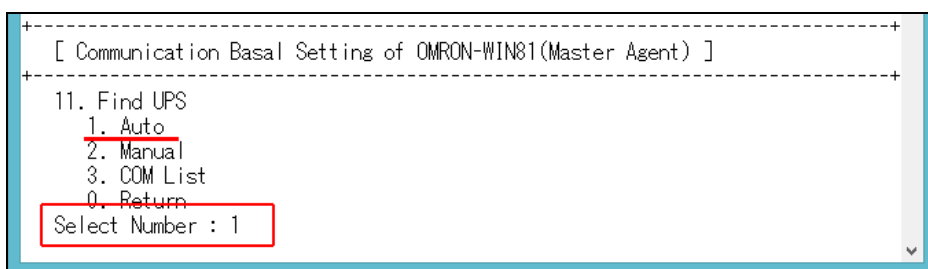 +------------------------------------------------------------------------------+
[ Communication Basal Setting of OMRON-WIN81(Master Agent) ]
+------------------------------------------------------------------------------+
11. Find UPS
1. Auto
2. Manual
3. COM List
0. Return
Select Number : 1